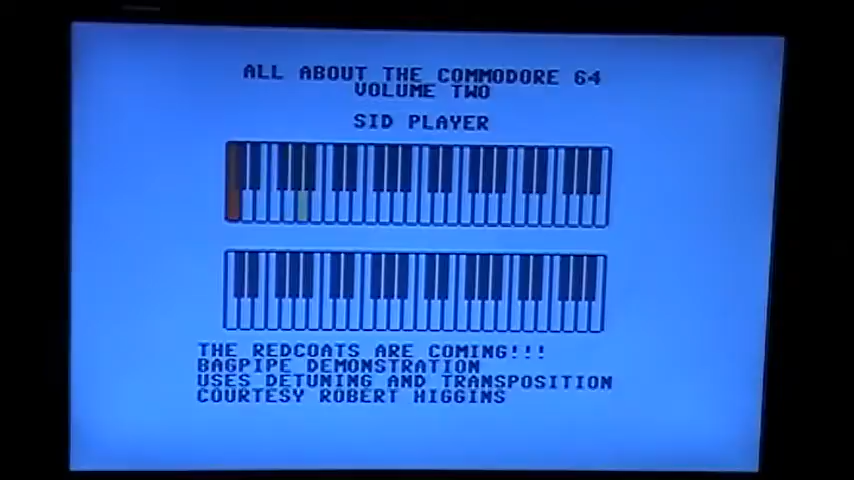 ALL ABOUT THE COMMODORE 64
VOLUME TWO
SID PLAYER
THE REDCOATS ARE COMING!!!
BAGPIPE DEMONSTRATION
USES DETUNING AND TRANSPOSITION
COURTESY ROBERT HIGGINS